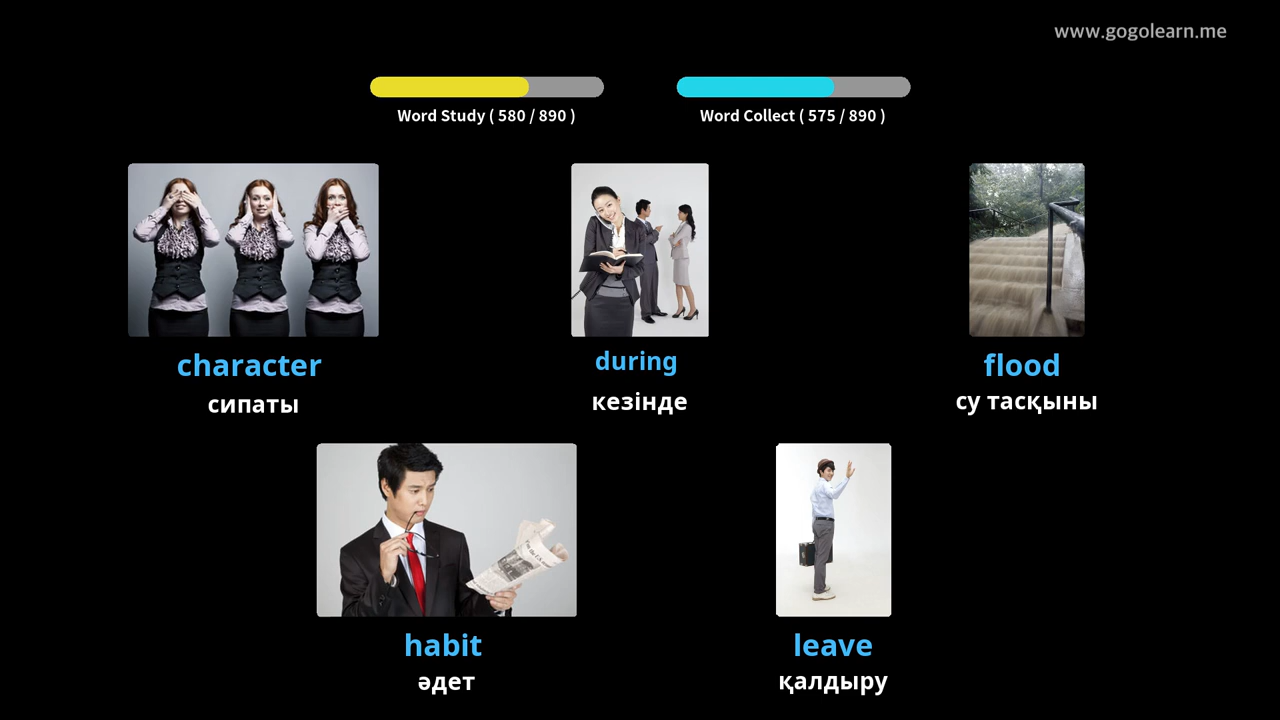 www.gogolearn.me
Word Study ( 580 / 890 )
Word Collect ( 575 / 890 )
character
сипаты
during
кезінде
flood
су тасқыны
habit
әдет
leave
қалдыру